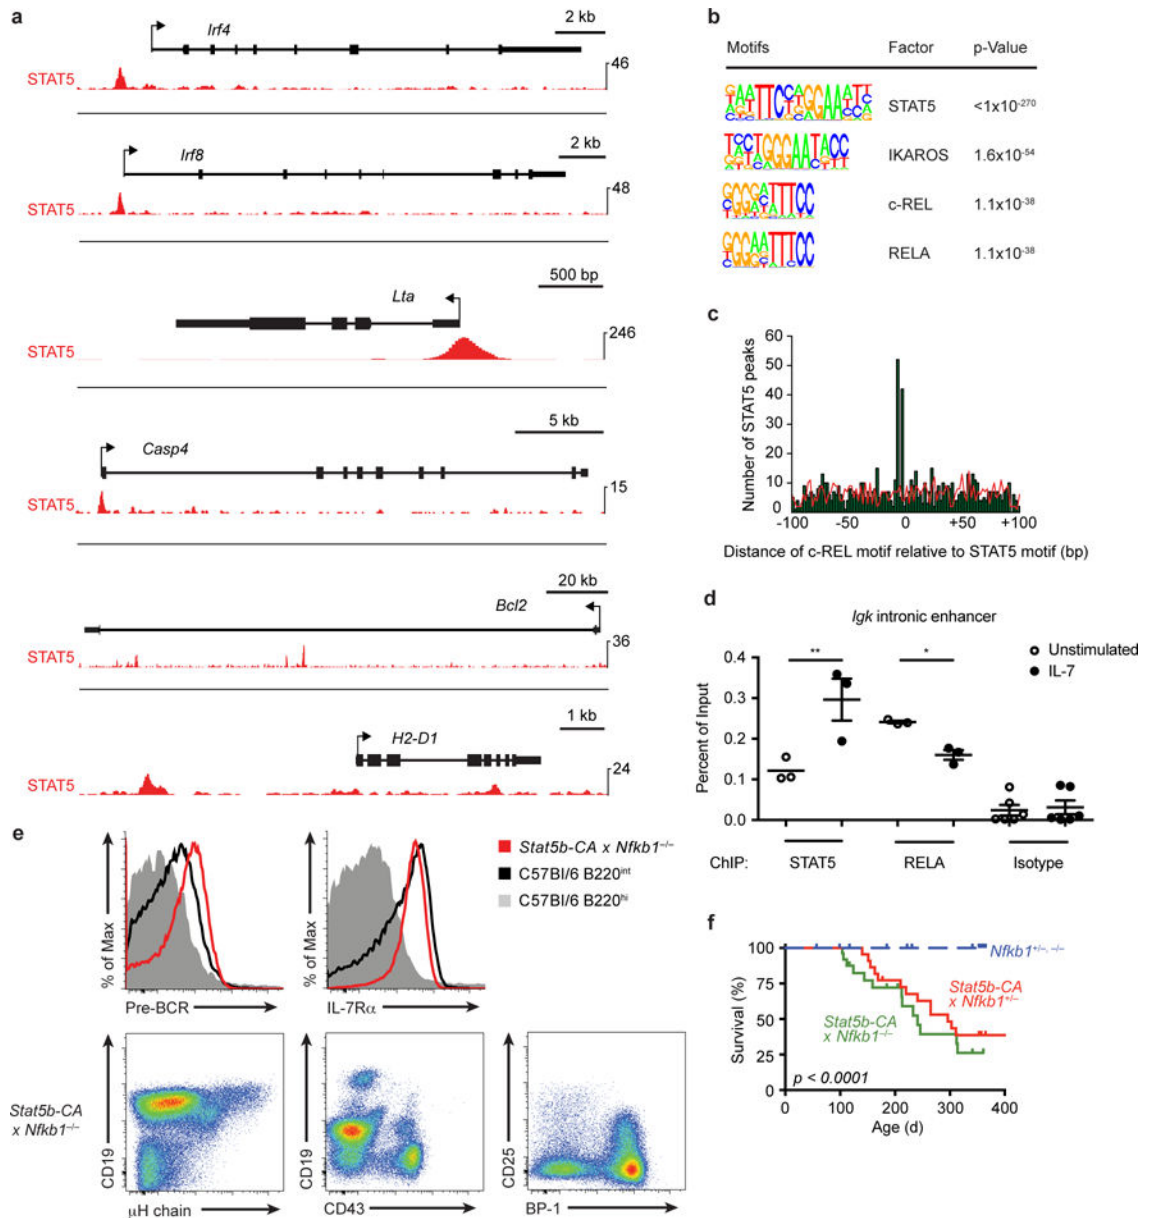 a
Irf4
2 kb
STAT5
46
Irf8
2 kb
STAT5
48
500 bp
Lta
STAT5
246
5 kb
Casp4
STAT5
15
20 kb
Bcl2
STAT5
36
1 kb
H2-D1
STAT5
24
b
Motifs Factor p-Value
STAT5 <1x10⁻²⁷⁰
IKAROS 1.6x10⁻⁵⁴
c-REL 1.1x10⁻³⁸
RELA 1.1x10⁻³⁸
c
Number of STAT5 peaks
60
50
40
30
20
10
0
-100 -50 0 +50 +100
Distance of c-REL motif relative to STAT5 motif (bp)
d
Igk intronic enhancer
Unstimulated
IL-7
** *
Percent of Input
0.4
0.3
0.2
0.1
0.0
ChIP: STAT5 RELA Isotype
e
% of Max
Pre-BCR
% of Max
IL-7Rα
Stat5b-CA x Nfkb1⁻/⁻
C57Bl/6 B220ⁱⁿᵗ
C57Bl/6 B220ʰⁱ
Stat5b-CA
x Nfkb1⁻/⁻
CD19
μH chain
CD19
CD43
CD25
BP-1
f
Survival (%)
100
75
50
25
0
Nfkb1⁺/⁻, ⁻/⁻
Stat5b-CA
x Nfkb1⁺/⁻
Stat5b-CA
x Nfkb1⁻/⁻
p < 0.0001
0 100 200 300 400
Age (d)